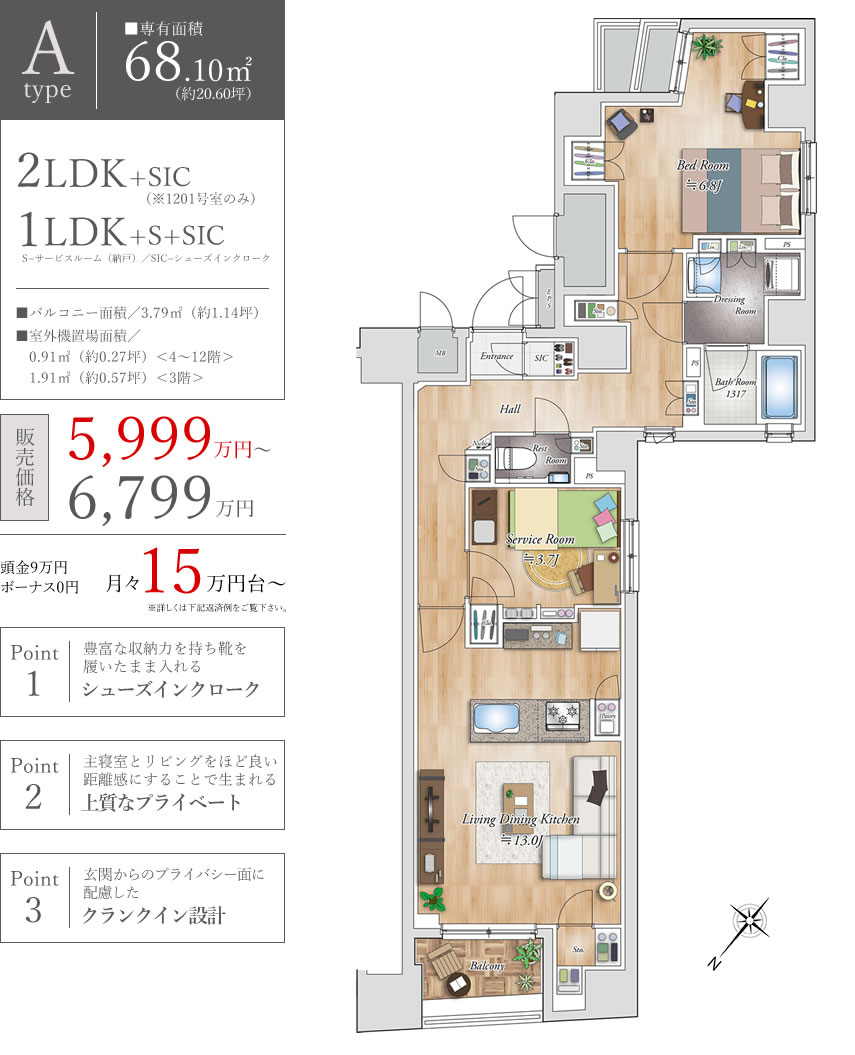 A
type
■専有面積
68.10㎡
(約20.60坪)
2LDK+SIC
(※1201号室のみ)
1LDK+S+SIC
S–サービスルーム（納戸）／SIC–シューズインクローク
■バルコニー面積／3.79㎡（約1.14坪）
■室外機置場面積／
0.91㎡（約0.27坪）＜4〜12階＞
1.91㎡（約0.57坪）＜3階＞
販売価格
5,999万円〜
6,799万円
頭金9万円
ボーナス0円
月々15万円台〜
※詳しくは下記返済例をご覧下さい。
Point
1
豊富な収納力を持ち靴を
履いたまま入れる
シューズインクローク
Point
2
主寝室とリビングをほど良い
距離感にすることで生まれる
上質なプライベート
Point
3
玄関からのプライバシー面に
配慮した
クランクイン設計
Clo.
Clo.
Bed Room
≒6.8J
Lin.
Lin.
PS
Dressing
Room
EPS
Sto.
MB
Entrance
SIC
PS
Bath Room
1317
Sto.
Hall
Niche
Sto.
Rest
Room
Sto.
PS
Service Room
≒3.7J
Clo.
Pantry
Living Dining Kitchen
≒13.0J
Sto.
Balcony
N